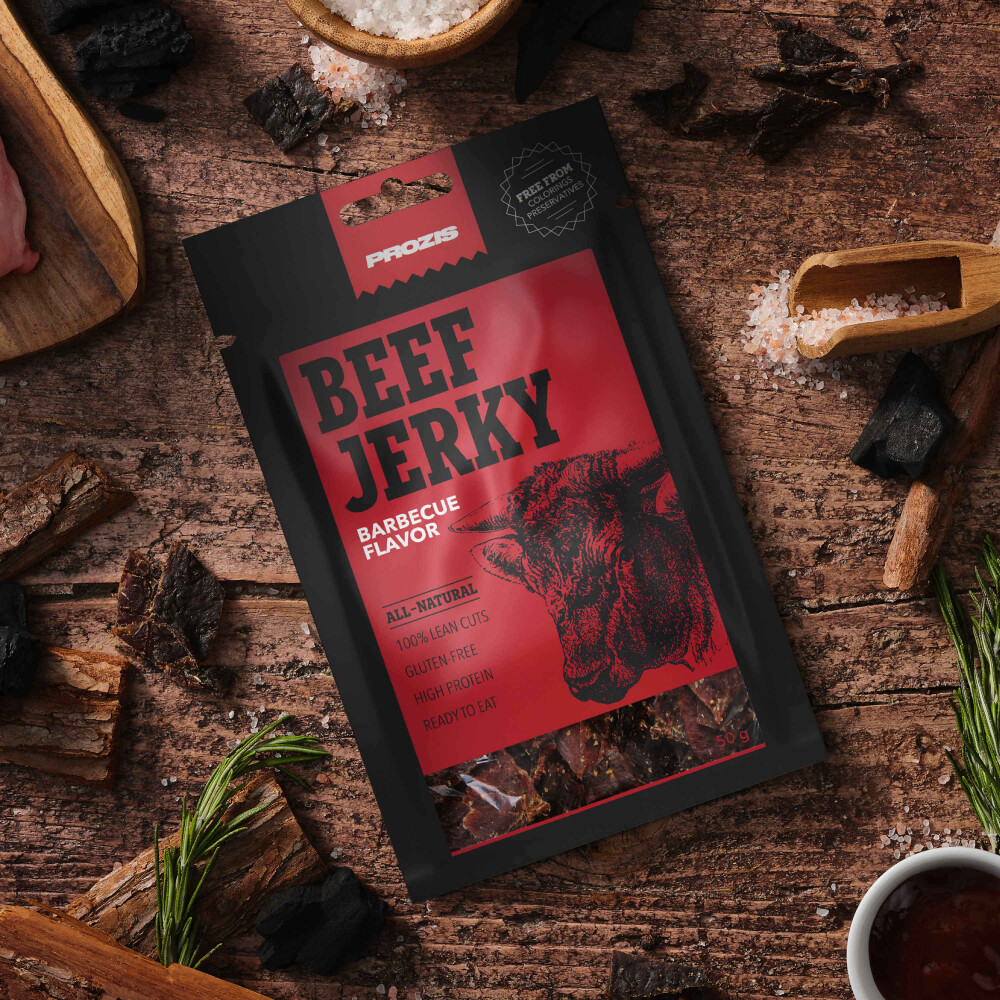 FREE FROM
COLORINGS
PRESERVATIVES
PROZIS
BEEF
JERKY
BARBECUE
FLAVOR
ALL-NATURAL
100% LEAN CUTS
GLUTEN-FREE
HIGH PROTEIN
READY TO EAT
50 g